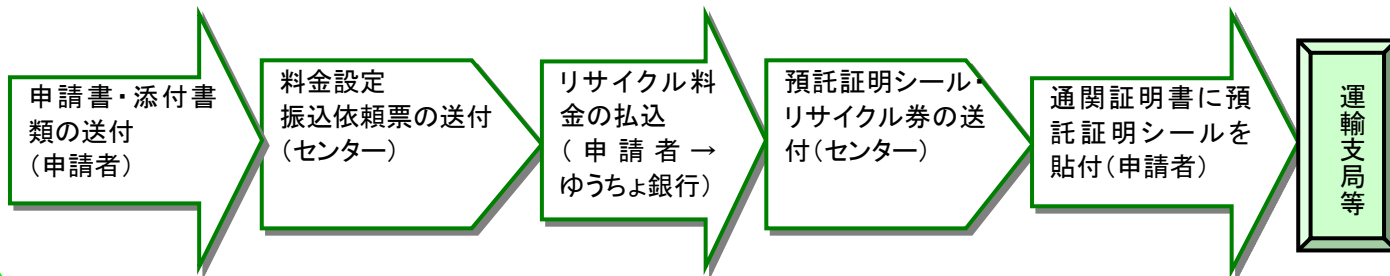 申請書・添付書
類の送付
(申請者)
料金設定
振込依頼票の送付
(センター)
リサイクル料
金の払込
(申請者→
ゆうちょ銀行)
預託証明シール・
リサイクル券の送
付(センター)
通関証明書に預
託証明シールを
貼付(申請者)
運輸支局等